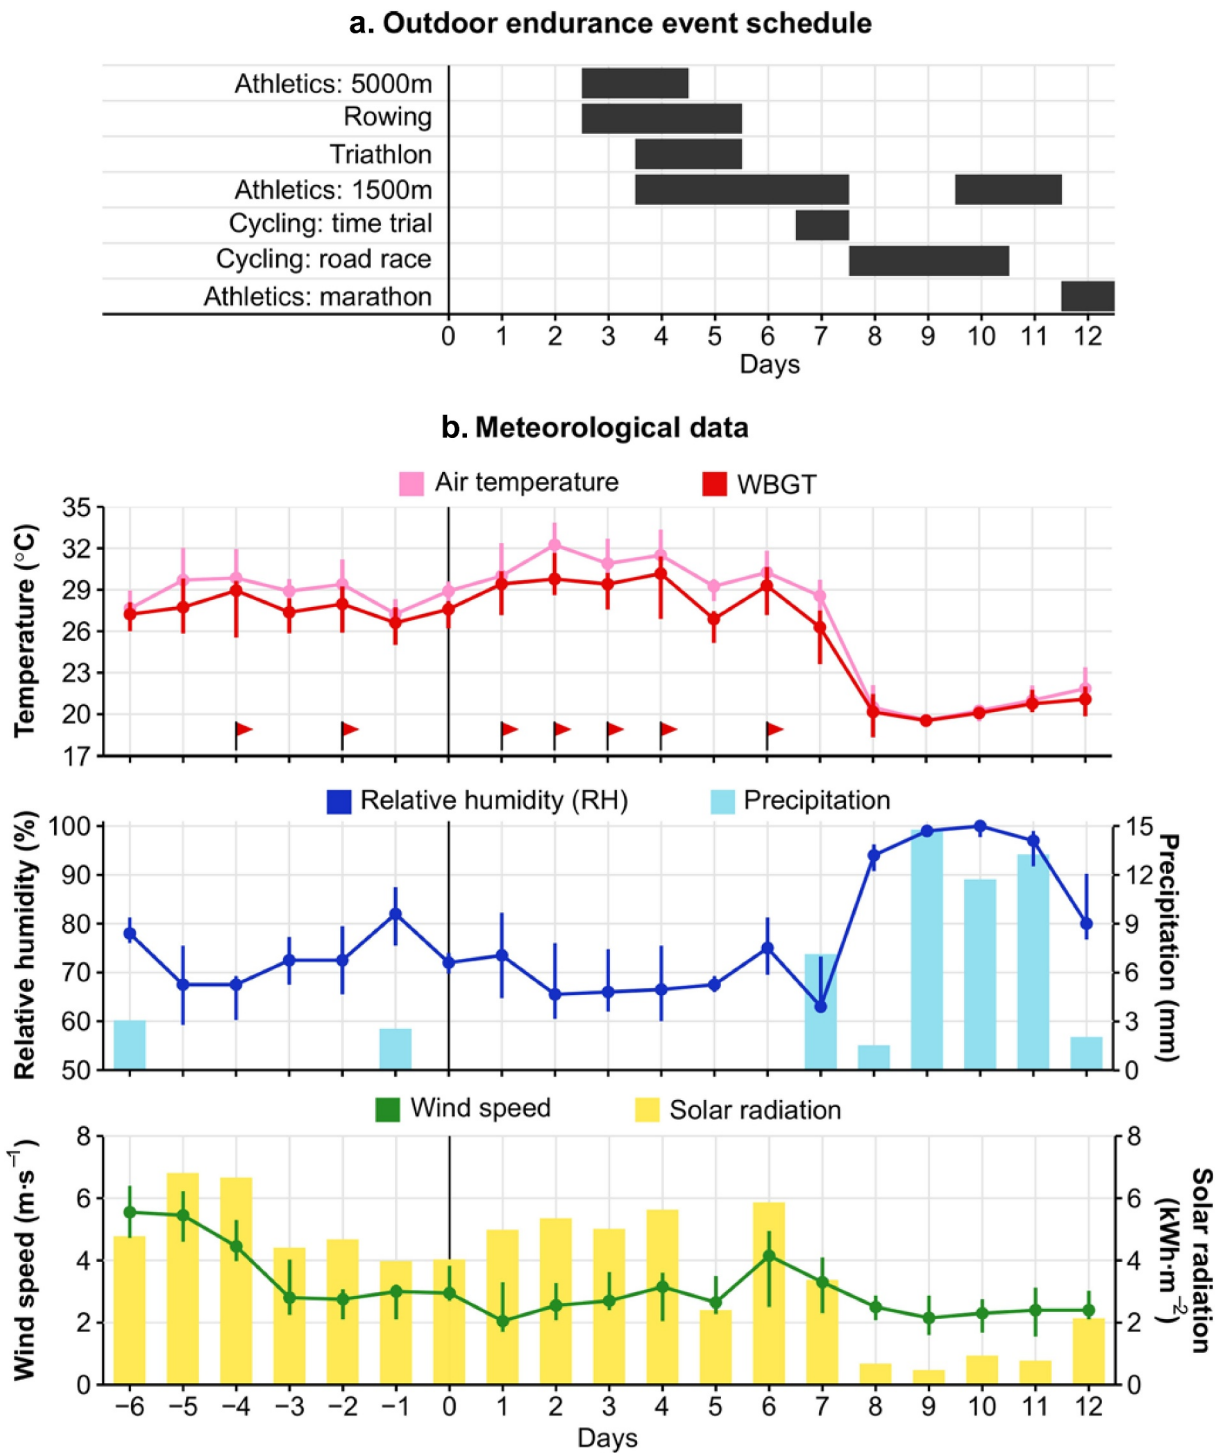 a. Outdoor endurance event schedule
Athletics: 5000m
Rowing
Triathlon
Athletics: 1500m
Cycling: time trial
Cycling: road race
Athletics: marathon
0 1 2 3 4 5 6 7 8 9 10 11 12
Days
b. Meteorological data
Air temperature WBGT
Temperature (°C)
35
32
29
26
23
20
17
Relative humidity (RH) Precipitation
Relative humidity (%)
100
90
80
70
60
50
15
12
9
6
3
0
Precipitation (mm)
Wind speed Solar radiation
Wind speed (m·s⁻¹)
8
6
4
2
0
8
6
4
2
0
Solar radiation
(kWh·m⁻²)
−6 −5 −4 −3 −2 −1 0 1 2 3 4 5 6 7 8 9 10 11 12
Days